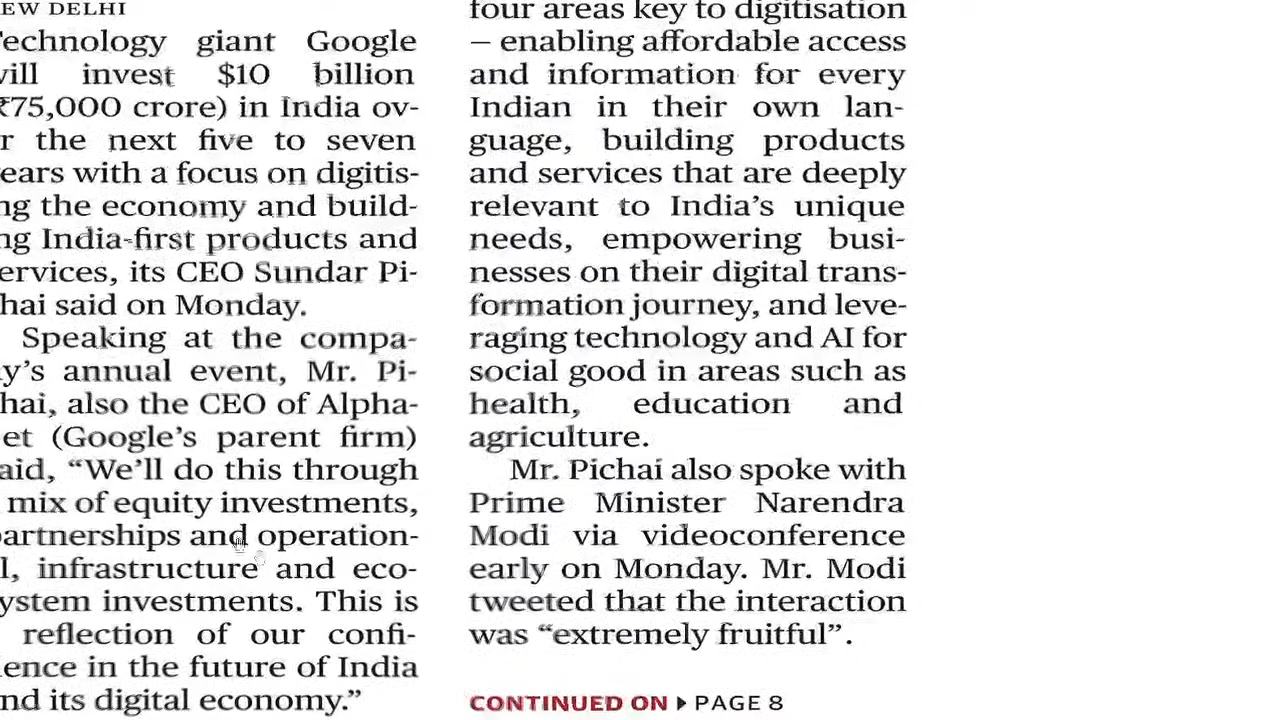 EW DELHI
Technology giant Google
will invest $10 billion
₹75,000 crore) in India ov-
r the next five to seven
ears with a focus on digitis-
ng the economy and build-
ng India-first products and
ervices, its CEO Sundar Pi-
hai said on Monday.
Speaking at the compa-
y’s annual event, Mr. Pi-
hai, also the CEO of Alpha-
et (Google’s parent firm)
aid, “We’ll do this through
mix of equity investments,
partnerships and operation-
l, infrastructure and eco-
ystem investments. This is
reflection of our confi-
ence in the future of India
nd its digital economy.”
four areas key to digitisation
– enabling affordable access
and information for every
Indian in their own lan-
guage, building products
and services that are deeply
relevant to India’s unique
needs, empowering busi-
nesses on their digital trans-
formation journey, and leve-
raging technology and AI for
social good in areas such as
health, education and
agriculture.
Mr. Pichai also spoke with
Prime Minister Narendra
Modi via videoconference
early on Monday. Mr. Modi
tweeted that the interaction
was “extremely fruitful”.
CONTINUED ON ▶ PAGE 8